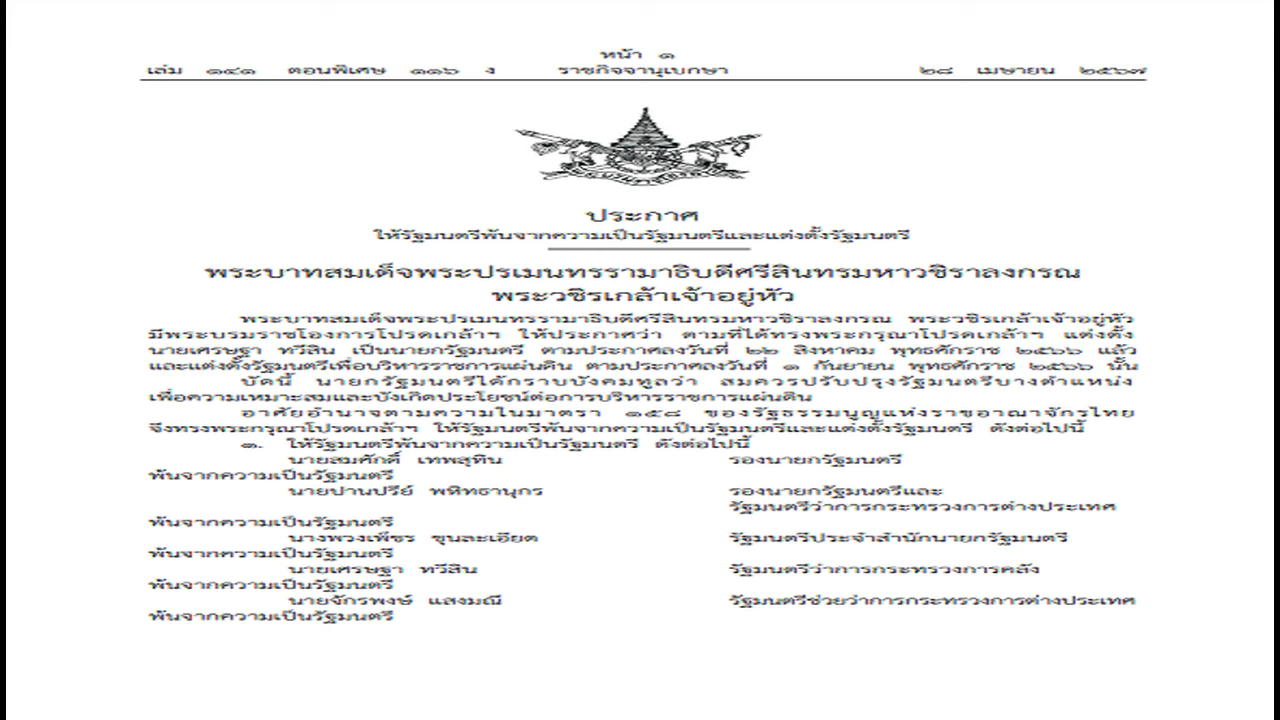 หน้า ๑
เล่ม ๑๔๑ ตอนพิเศษ ๑๑๖ ง ราชกิจจานุเบกษา ๒๘ เมษายน ๒๕๖๗
ประกาศ
ให้รัฐมนตรีพ้นจากความเป็นรัฐมนตรีและแต่งตั้งรัฐมนตรี
พระบาทสมเด็จพระปรเมนทรรามาธิบดีศรีสินทรมหาวชิราลงกรณ
พระวชิรเกล้าเจ้าอยู่หัว
พระบาทสมเด็จพระปรเมนทรรามาธิบดีศรีสินทรมหาวชิราลงกรณ พระวชิรเกล้าเจ้าอยู่หัว
มีพระบรมราชโองการโปรดเกล้าฯ ให้ประกาศว่า ตามที่ได้ทรงพระกรุณาโปรดเกล้าฯ แต่งตั้ง
นายเศรษฐา ทวีสิน เป็นนายกรัฐมนตรี ตามประกาศลงวันที่ ๒๒ สิงหาคม พุทธศักราช ๒๕๖๖ แล้ว
และแต่งตั้งรัฐมนตรีเพื่อบริหารราชการแผ่นดิน ตามประกาศลงวันที่ ๑ กันยายน พุทธศักราช ๒๕๖๖ นั้น
บัดนี้ นายกรัฐมนตรีได้กราบบังคมทูลว่า สมควรปรับปรุงรัฐมนตรีบางตำแหน่ง
เพื่อความเหมาะสมและบังเกิดประโยชน์ต่อการบริหารราชการแผ่นดิน
อาศัยอำนาจตามความในมาตรา ๑๕๘ ของรัฐธรรมนูญแห่งราชอาณาจักรไทย
จึงทรงพระกรุณาโปรดเกล้าฯ ให้รัฐมนตรีพ้นจากความเป็นรัฐมนตรีและแต่งตั้งรัฐมนตรี ดังต่อไปนี้
๑. ให้รัฐมนตรีพ้นจากความเป็นรัฐมนตรี ดังต่อไปนี้
นายสมศักดิ์ เทพสุทิน รองนายกรัฐมนตรี
พ้นจากความเป็นรัฐมนตรี
นายปานปรีย์ พหิทธานุกร รองนายกรัฐมนตรีและ
รัฐมนตรีว่าการกระทรวงการต่างประเทศ
พ้นจากความเป็นรัฐมนตรี
นางพวงเพ็ชร ชุนละเอียด รัฐมนตรีประจำสำนักนายกรัฐมนตรี
พ้นจากความเป็นรัฐมนตรี
นายเศรษฐา ทวีสิน รัฐมนตรีว่าการกระทรวงการคลัง
พ้นจากความเป็นรัฐมนตรี
นายจักรพงษ์ แสงมณี รัฐมนตรีช่วยว่าการกระทรวงการต่างประเทศ
พ้นจากความเป็นรัฐมนตรี